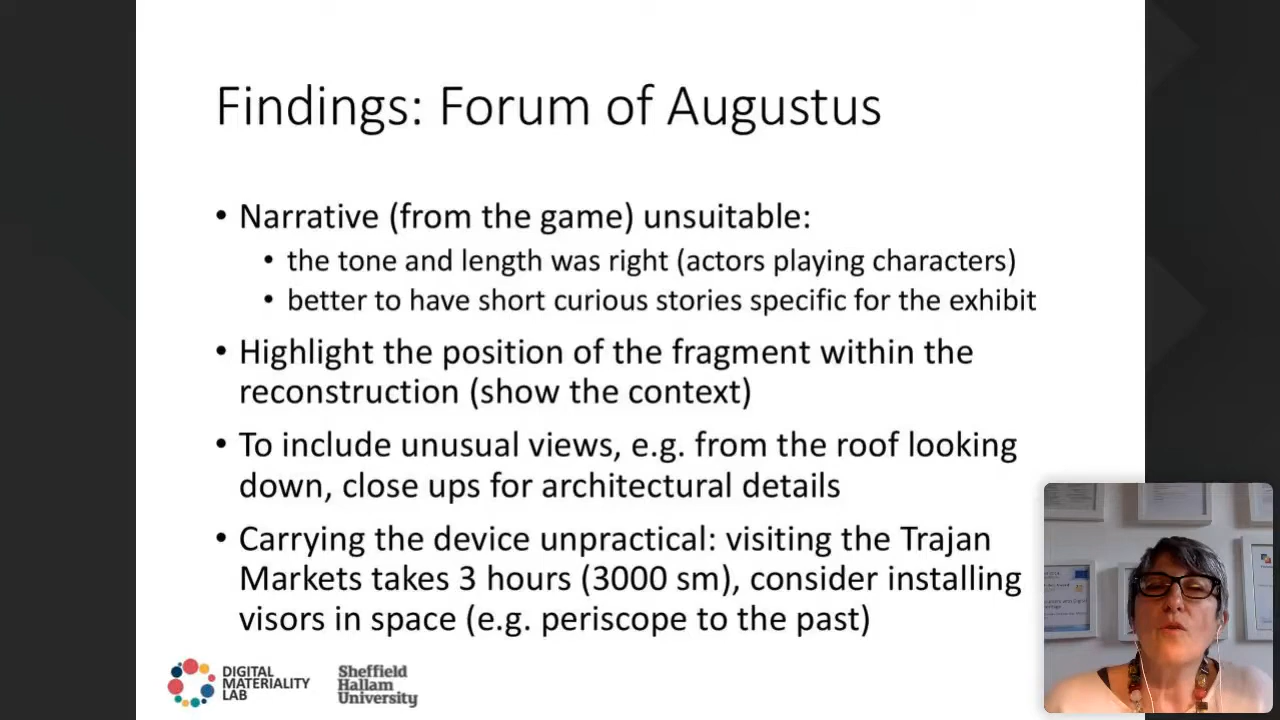 Findings: Forum of Augustus
• Narrative (from the game) unsuitable:
• the tone and length was right (actors playing characters)
• better to have short curious stories specific for the exhibit
• Highlight the position of the fragment within the
reconstruction (show the context)
• To include unusual views, e.g. from the roof looking
down, close ups for architectural details
• Carrying the device unpractical: visiting the Trajan
Markets takes 3 hours (3000 sm), consider installing
visors in space (e.g. periscope to the past)
DIGITAL
MATERIALITY
LAB
Sheffield
Hallam
University